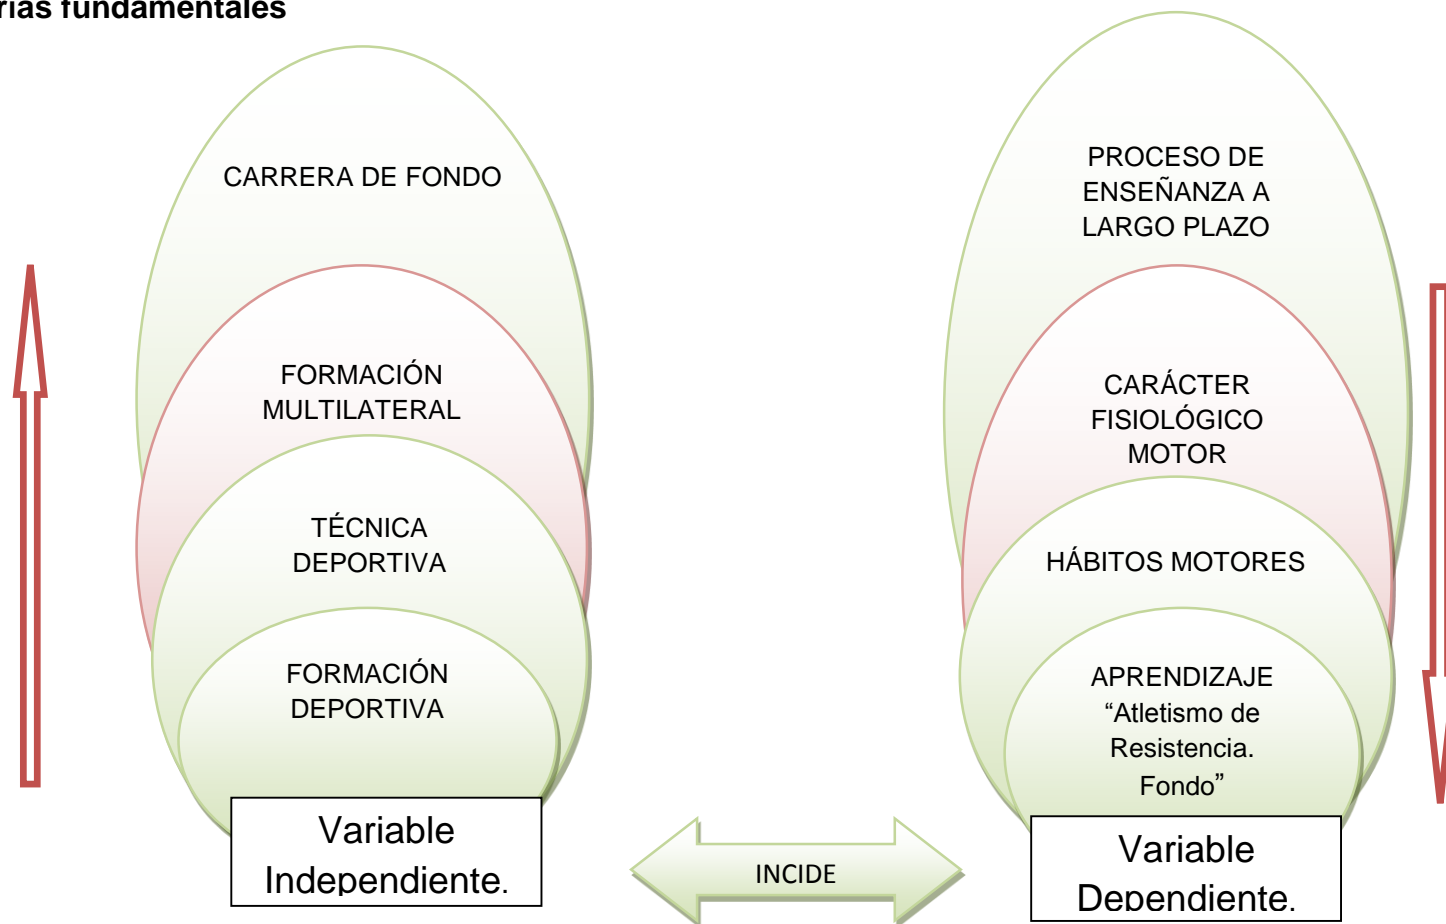 rías fundamentales
CARRERA DE FONDO
FORMACIÓN
MULTILATERAL
TÉCNICA
DEPORTIVA
FORMACIÓN
DEPORTIVA
Variable
Independiente.
INCIDE
PROCESO DE
ENSEÑANZA A
LARGO PLAZO
CARÁCTER
FISIOLÓGICO
MOTOR
HÁBITOS MOTORES
APRENDIZAJE
“Atletismo de
Resistencia.
Fondo”
Variable
Dependiente.